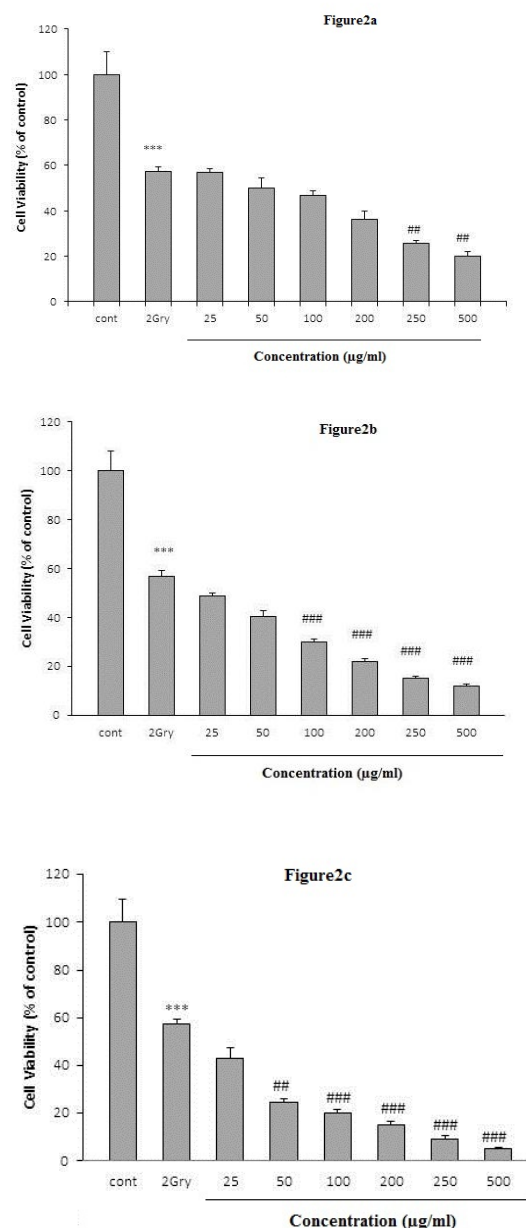 Figure2a
Cell Viability (% of control)
120
100
80
60
40
20
0
***
##
##
cont 2Gry 25 50 100 200 250 500
Concentration (µg/ml)
Figure2b
Cell Viability (% of control)
120
100
80
60
40
20
0
***
###
###
###
###
cont 2Gry 25 50 100 200 250 500
Concentration (µg/ml)
Figure2c
Cell Viability (% of control)
120
100
80
60
40
20
0
***
##
###
###
###
###
cont 2Gry 25 50 100 200 250 500
Concentration (µg/ml)